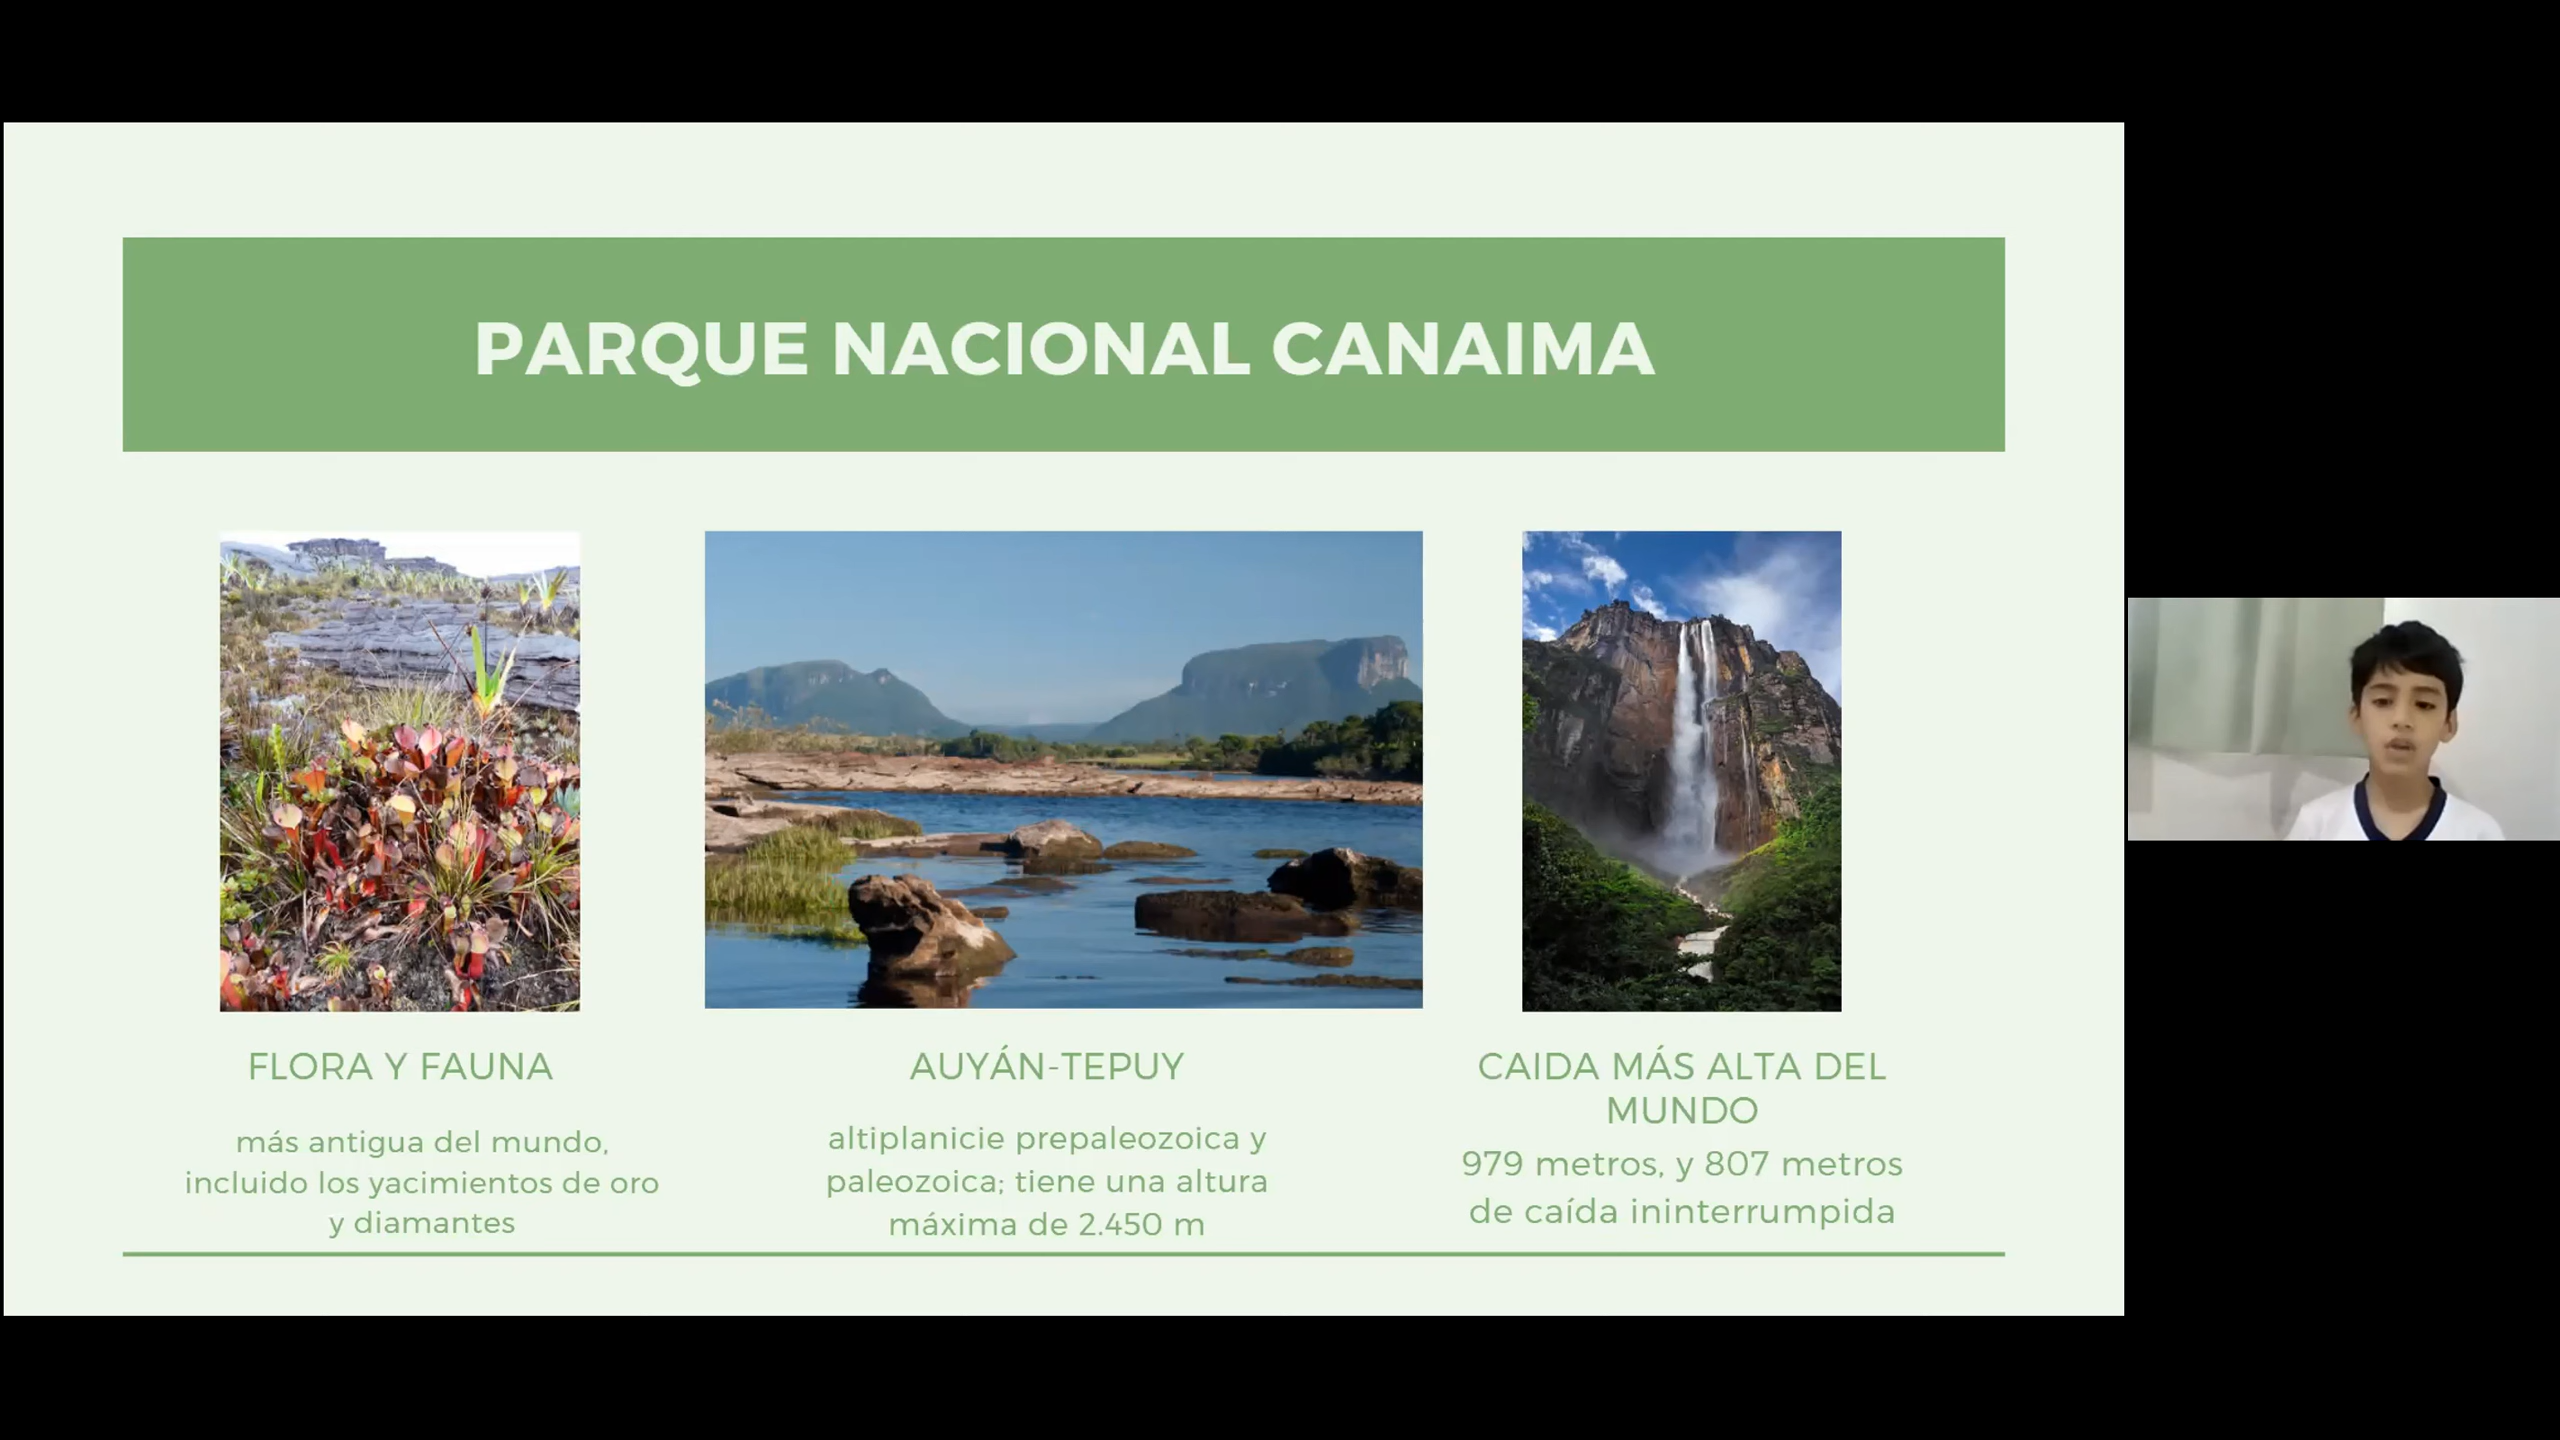 PARQUE NACIONAL CANAIMA
FLORA Y FAUNA
más antigua del mundo,
incluido los yacimientos de oro
y diamantes
AUYÁN-TEPUY
altiplanicie prepaleozoica y
paleozoica; tiene una altura
máxima de 2.450 m
CAIDA MÁS ALTA DEL
MUNDO
979 metros, y 807 metros
de caída ininterrumpida